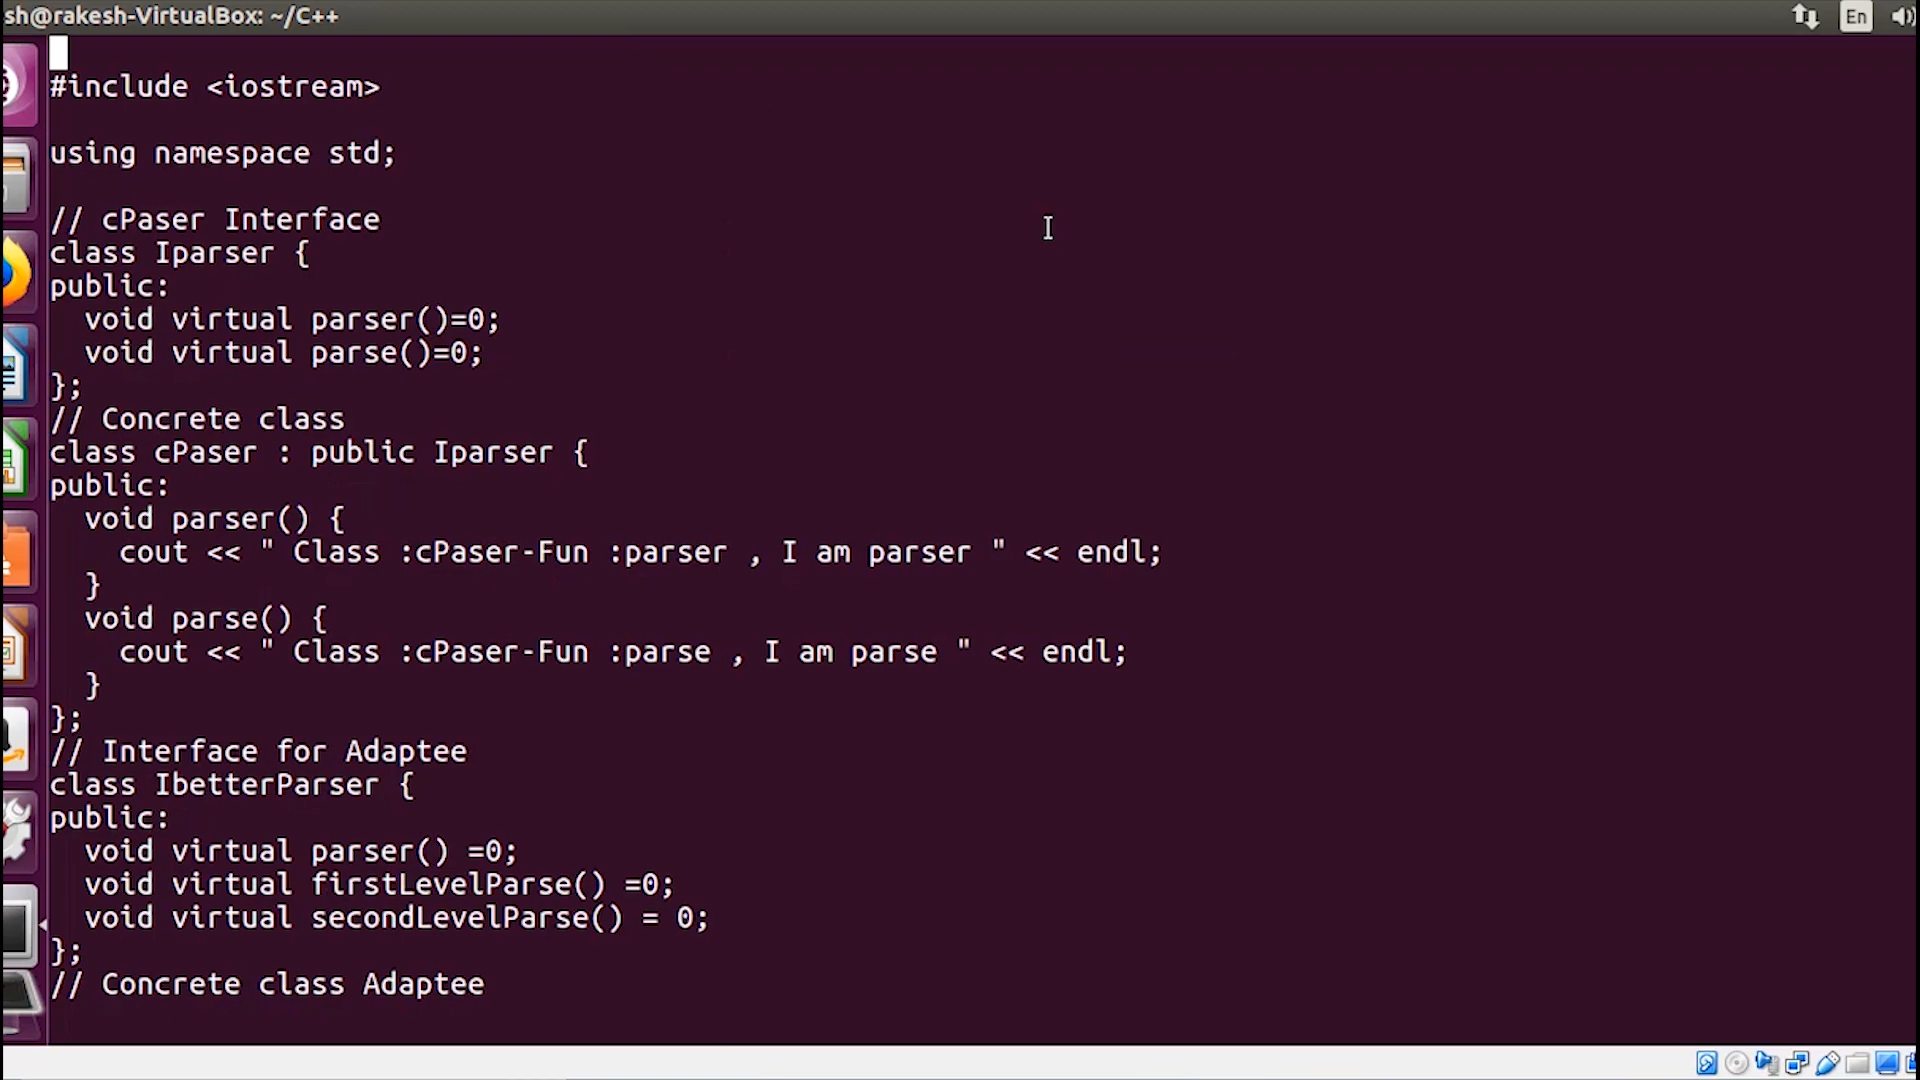 sh@rakesh-VirtualBox: ~/C++
En
#include <iostream>
using namespace std;
// cPaser Interface
class Iparser {
public:
  void virtual parser()=0;
  void virtual parse()=0;
};
// Concrete class
class cPaser : public Iparser {
public:
  void parser() {
    cout << " Class :cPaser-Fun :parser , I am parser " << endl;
  }
  void parse() {
    cout << " Class :cPaser-Fun :parse , I am parse " << endl;
  }
};
// Interface for Adaptee
class IbetterParser {
public:
  void virtual parser() =0;
  void virtual firstLevelParse() =0;
  void virtual secondLevelParse() = 0;
};
// Concrete class Adaptee